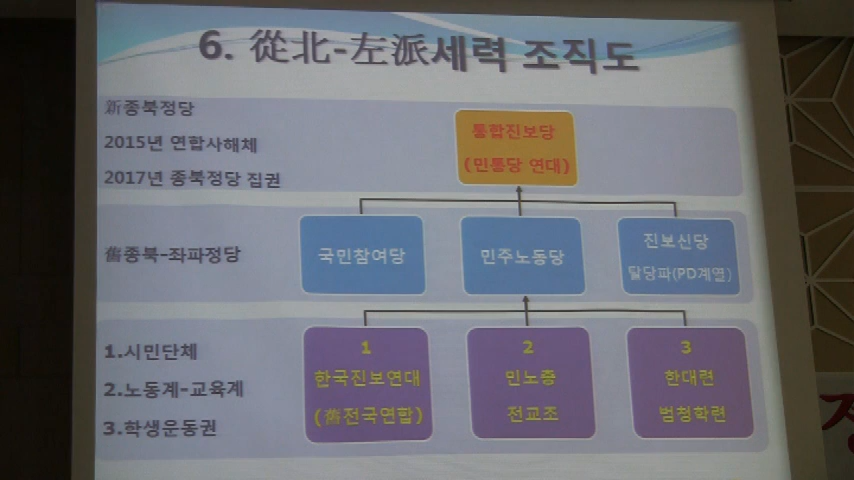 6. 從北-左派세력 조직도
新종북정당
2015년 연합사해체
2017년 종북정당 집권
통합진보당
(민통당 연대)
舊종북-좌파정당
국민참여당
민주노동당
진보신당
탈당파(PD계열)
1.시민단체
2.노동계-교육계
3.학생운동권
1
한국진보연대
(舊전국연합)
2
민노총
전교조
3
한대련
범청학련